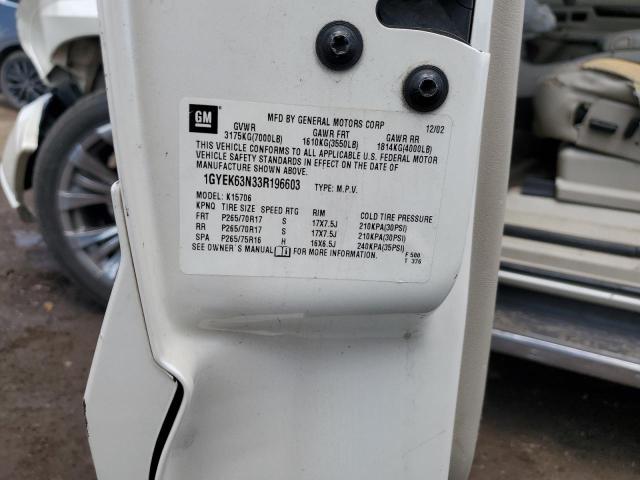 GM
MFD BY GENERAL MOTORS CORP 12/02
GVWR GAWR FRT GAWR RR
3175KG(7000LB) 1610KG(3550LB) 1814KG(4000LB)
THIS VEHICLE CONFORMS TO ALL APPLICABLE U.S. FEDERAL MOTOR
VEHICLE SAFETY STANDARDS IN EFFECT ON THE DATE OF
MANUFACTURE SHOWN ABOVE.
1GYEK63N33R196603 TYPE: M.P.V.
MODEL: K15706
KPNQ TIRE SIZE SPEED RTG RIM COLD TIRE PRESSURE
FRT P265/70R17 S 17X7.5J 210KPA(30PSI)
RR P265/70R17 S 17X7.5J 210KPA(30PSI)
SPA P265/75R16 H 16X6.5J 240KPA(35PSI)
SEE OWNER'S MANUAL FOR MORE INFORMATION. F 500
T 376